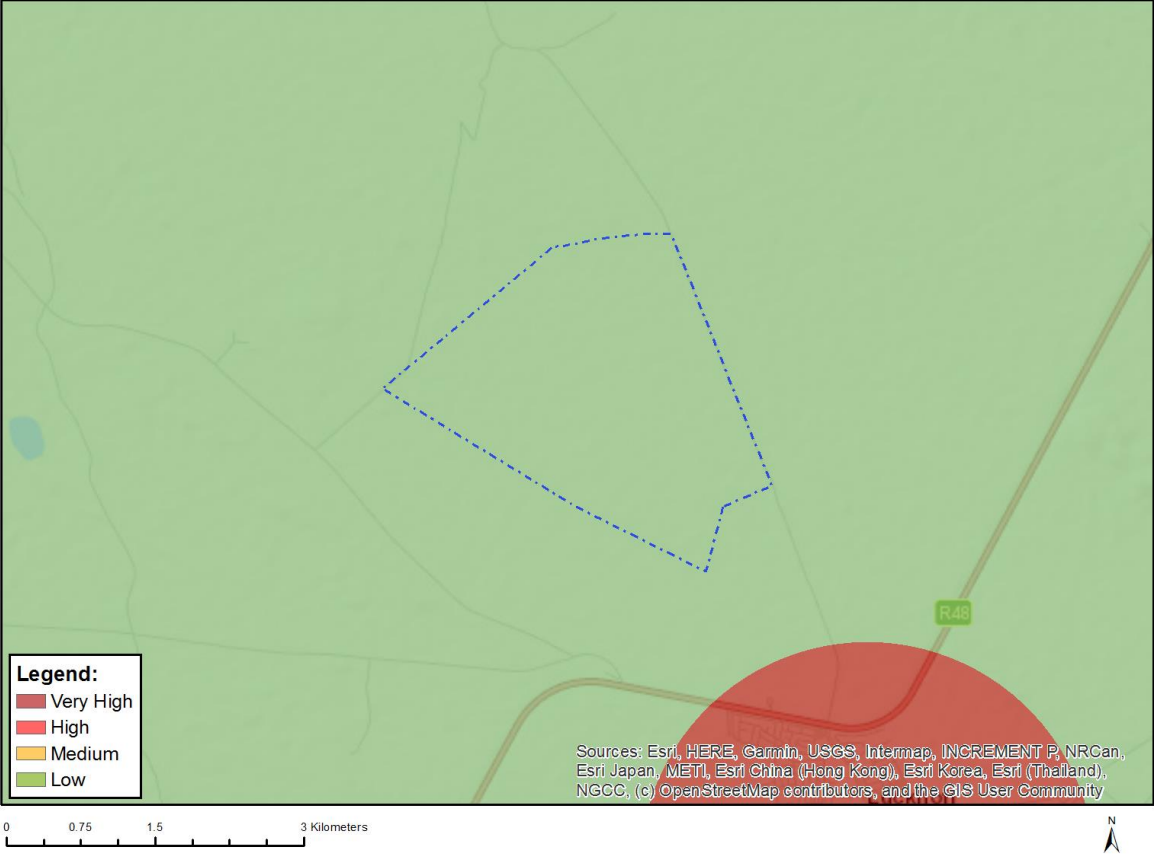 R48
Legend:
Very High
High
Medium
Low
Sources: Esri, HERE, Garmin, USGS, Intermap, INCREMENT P, NRCan,
Esri Japan, METI, Esri China (Hong Kong), Esri Korea, Esri (Thailand),
NGCC, (c) OpenStreetMap contributors, and the GIS User Community
0 0.75 1.5 3 Kilometers
N